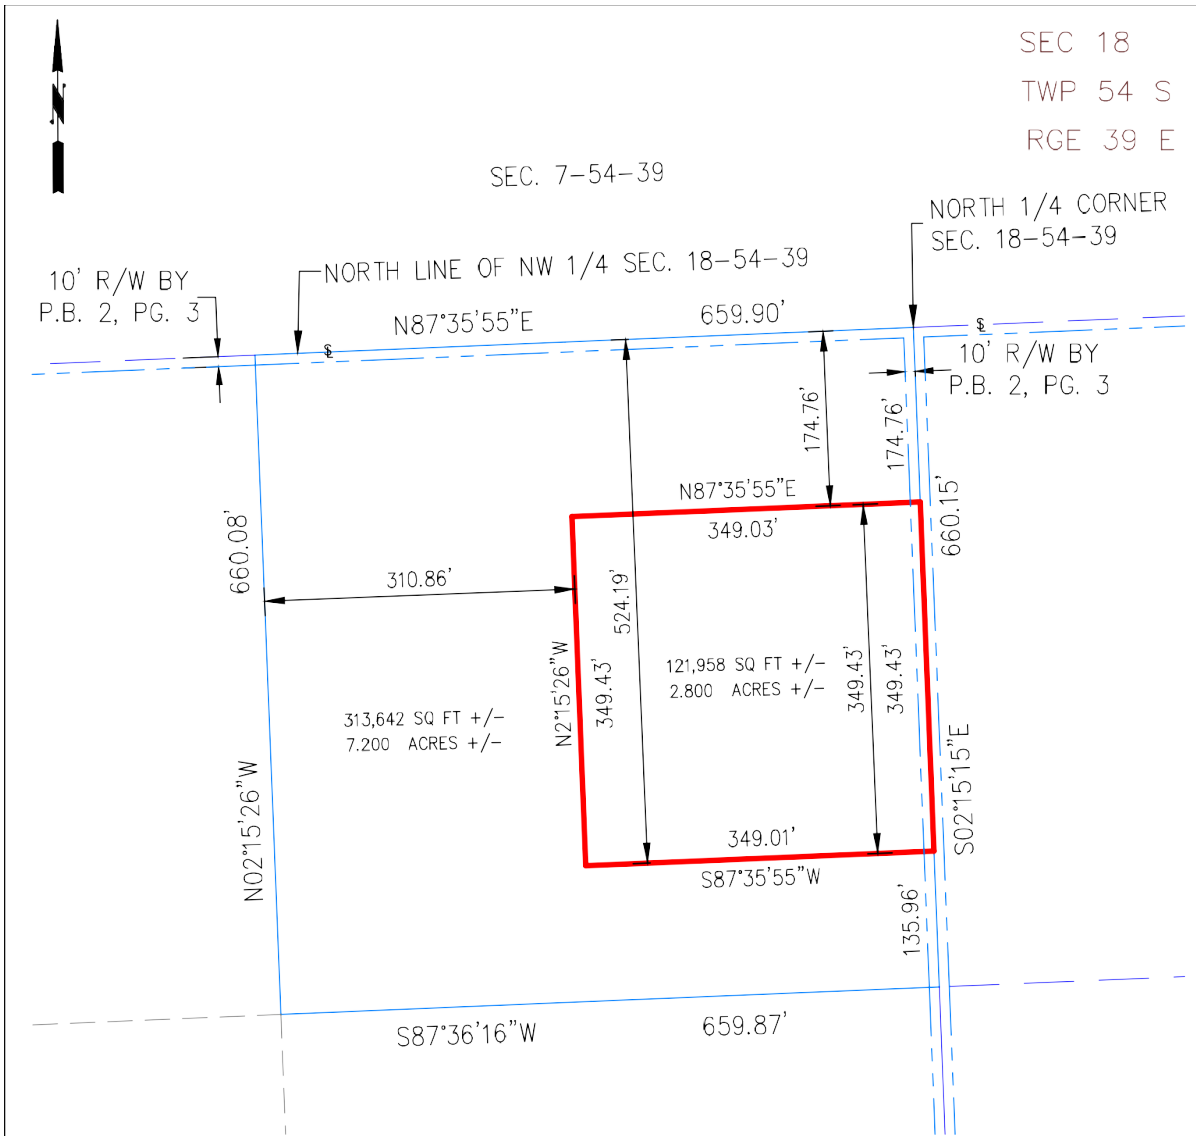 N
SEC 18
TWP 54 S
RGE 39 E
SEC. 7-54-39
NORTH 1/4 CORNER
SEC. 18-54-39
10' R/W BY
P.B. 2, PG. 3
NORTH LINE OF NW 1/4 SEC. 18-54-39
N87°35'55"E
659.90'
℄
℄
10' R/W BY
P.B. 2, PG. 3
174.76'
174.76'
N87°35'55"E
349.03'
660.08'
660.15'
310.86'
524.19'
N2°15'26"W
349.43'
121,958 SQ FT +/-
2.800 ACRES +/-
349.43'
349.43'
313,642 SQ FT +/-
7.200 ACRES +/-
N02°15'26"W
S02°15'15"E
349.01'
S87°35'55"W
135.96'
S87°36'16"W
659.87'